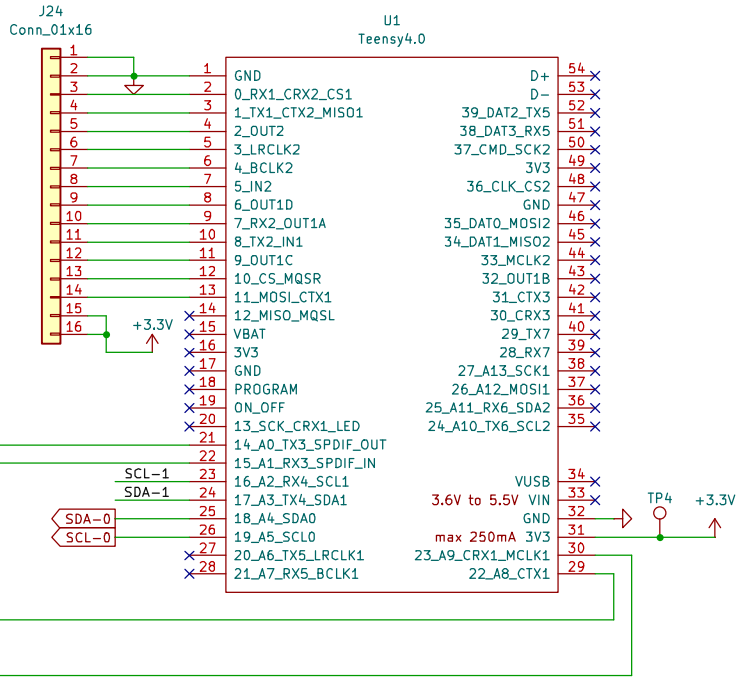 J24
Conn_01x16
1
2
3
4
5
6
7
8
9
10
11
12
13
14
15
16
+3.3V
U1
Teensy4.0
1 GND
2 0_RX1_CRX2_CS1
3 1_TX1_CTX2_MISO1
4 2_OUT2
5 3_LRCLK2
6 4_BCLK2
7 5_IN2
8 6_OUT1D
9 7_RX2_OUT1A
10 8_TX2_IN1
11 9_OUT1C
12 10_CS_MQSR
13 11_MOSI_CTX1
14 12_MISO_MQSL
15 VBAT
16 3V3
17 GND
18 PROGRAM
19 ON_OFF
20 13_SCK_CRX1_LED
21 14_A0_TX3_SPDIF_OUT
22 15_A1_RX3_SPDIF_IN
SCL-1 23 16_A2_RX4_SCL1
SDA-1 24 17_A3_TX4_SDA1
SDA-0 25 18_A4_SDA0
SCL-0 26 19_A5_SCL0
27 20_A6_TX5_LRCLK1
28 21_A7_RX5_BCLK1
D+ 54
D- 53
39_DAT2_TX5 52
38_DAT3_RX5 51
37_CMD_SCK2 50
3V3 49
36_CLK_CS2 48
GND 47
35_DAT0_MOSI2 46
34_DAT1_MISO2 45
33_MCLK2 44
32_OUT1B 43
31_CTX3 42
30_CRX3 41
29_TX7 40
28_RX7 39
27_A13_SCK1 38
26_A12_MOSI1 37
25_A11_RX6_SDA2 36
24_A10_TX6_SCL2 35
VUSB 34
3.6V to 5.5V VIN 33
GND 32
max 250mA 3V3 31
23_A9_CRX1_MCLK1 30
22_A8_CTX1 29
TP4
+3.3V